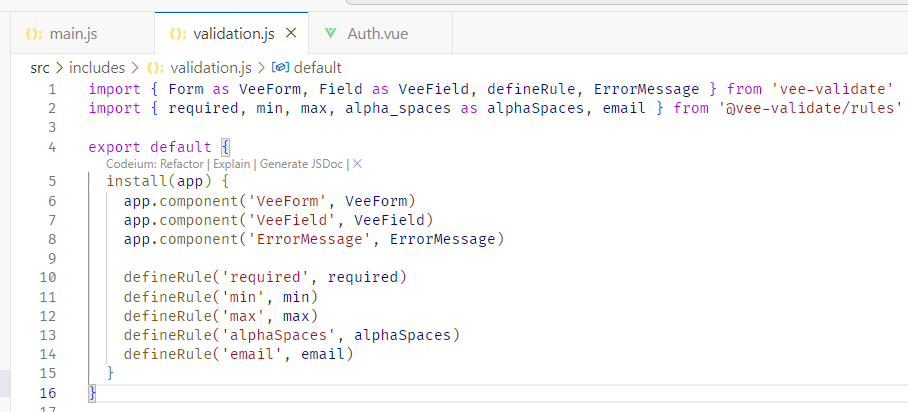 main.js validation.js Auth.vue
src > includes > validation.js > default
1 import { Form as VeeForm, Field as VeeField, defineRule, ErrorMessage } from 'vee-validate'
2 import { required, min, max, alpha_spaces as alphaSpaces, email } from '@vee-validate/rules'
3
4 export default {
Codeium: Refactor | Explain | Generate JSDoc | ×
5 install(app) {
6 app.component('VeeForm', VeeForm)
7 app.component('VeeField', VeeField)
8 app.component('ErrorMessage', ErrorMessage)
9
10 defineRule('required', required)
11 defineRule('min', min)
12 defineRule('max', max)
13 defineRule('alphaSpaces', alphaSpaces)
14 defineRule('email', email)
15 }
16 }
17